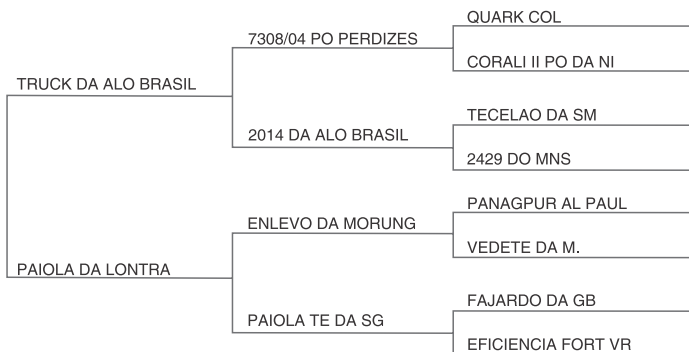 QUARK COL
7308/04 PO PERDIZES
CORALI II PO DA NI
TRUCK DA ALO BRASIL
TECELAO DA SM
2014 DA ALO BRASIL
2429 DO MNS
PANAGPUR AL PAUL
ENLEVO DA MORUNG
VEDETE DA M.
PAIOLA DA LONTRA
FAJARDO DA GB
PAIOLA TE DA SG
EFICIENCIA FORT VR